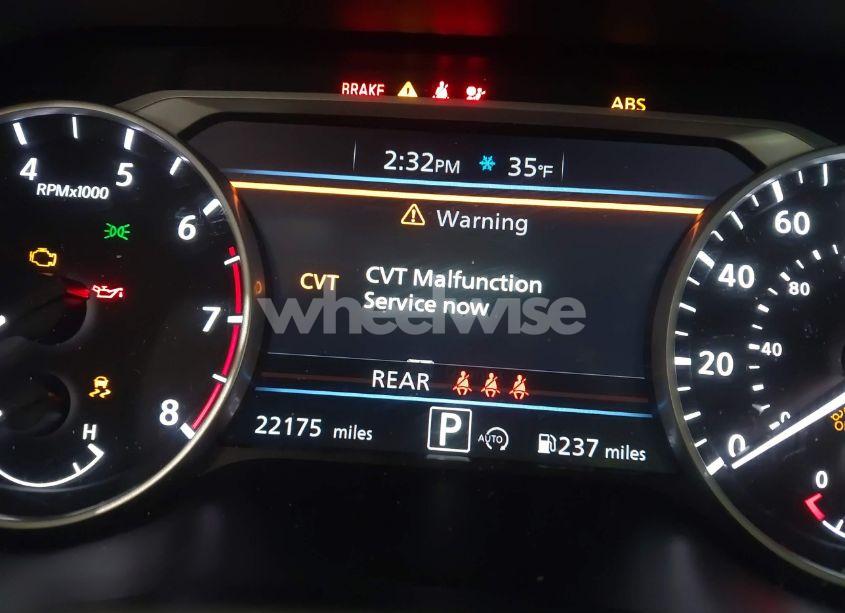 BRAKE
ABS
2:32PM 35°F
4 5 6 7 8
RPMx1000
Warning
CVT CVT Malfunction
Service now
wheelwise
REAR
22175 miles P AUTO 237 miles
H
60
40 80
20 40
0 0
0